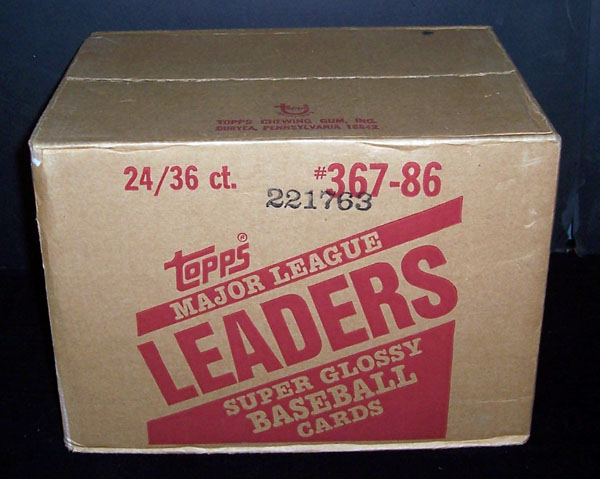 topps
TOPPS CHEWING GUM, INC.
DURYEA, PENNSYLVANIA 18642
24/36 ct. #367-86
221763
topps®
MAJOR LEAGUE
LEADERS
SUPER GLOSSY
BASEBALL
CARDS